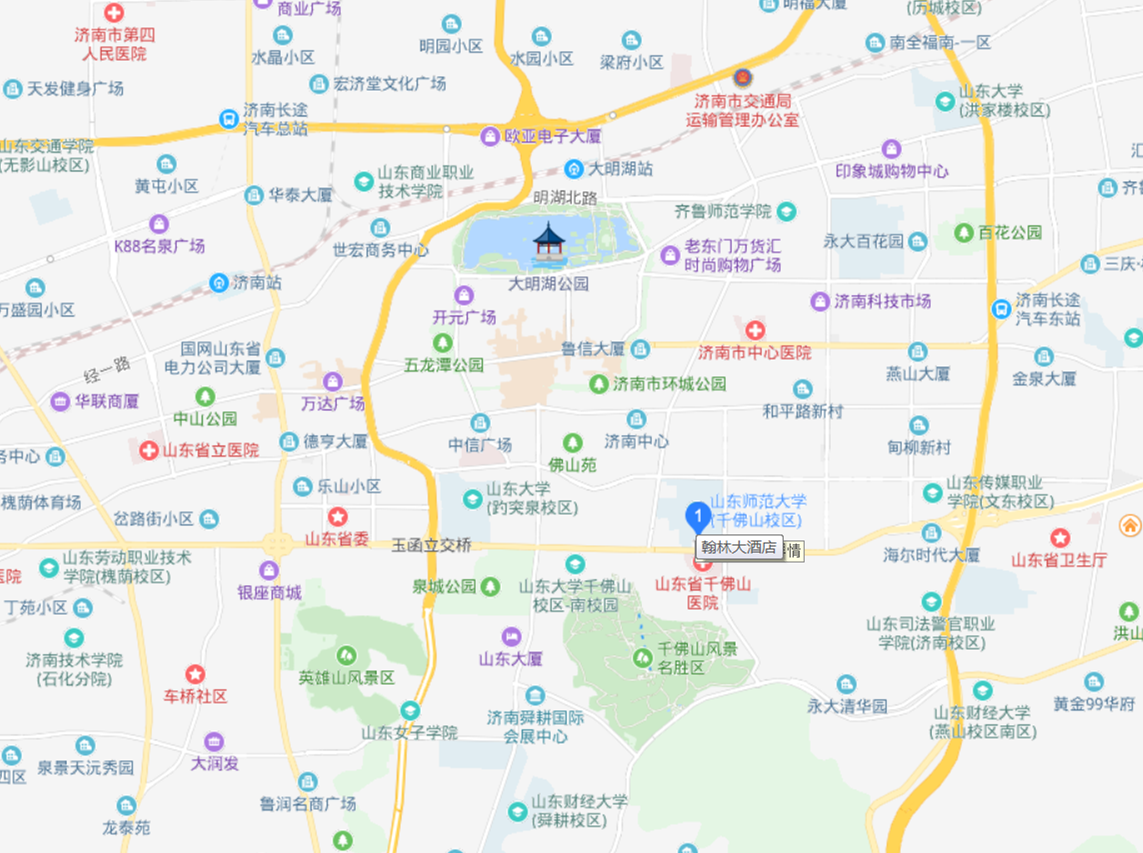 商业广场
明福大厦
(历城校区)
济南市第四
人民医院
水晶小区
明园小区
水园小区
梁府小区
南全福南-一区
天发健身广场
宏济堂文化广场
济南市交通局
运输管理办公室
山东大学
(洪家楼校区)
济南长途
汽车总站
欧亚电子大厦
山东交通学院
(无影山校区)
黄屯小区
华泰大厦
山东商业职业
技术学院
大明湖站
印象城购物中心
明湖北路
齐鲁师范学院
K88名泉广场
世宏商务中心
老东门万货汇
时尚购物广场
永大百花园
百花公园
三庆·
济南站
大明湖公园
万盛园小区
开元广场
济南科技市场
济南长途
汽车东站
国网山东省
电力公司大厦
五龙潭公园
鲁信大厦
济南市中心医院
燕山大厦
金泉大厦
经一路
华联商厦
中山公园
万达广场
济南市环城公园
和平路新村
山东省立医院
德亨大厦
中信广场
济南中心
佛山苑
甸柳新村
务中心
乐山小区
槐荫体育场
岔路街小区
山东省委
山东大学
(趵突泉校区)
山东师范大学
(千佛山校区)
1
山东传媒职业
学院(文东校区)
玉函立交桥
翰林大酒店
情
海尔时代大厦
山东省卫生厅
医院
山东劳动职业技术
学院(槐荫校区)
银座商城
泉城公园
山东大学千佛山
校区-南校园
山东省千佛山
医院
丁苑小区
济南技术学院
(石化分院)
山东大厦
千佛山风景
名胜区
山东司法警官职业
学院(济南校区)
洪山
英雄山风景区
车桥社区
山东女子学院
济南舜耕国际
会展中心
永大清华园
山东财经大学
(燕山校区南区)
黄金99华府
四区
泉景天沅秀园
大润发
鲁润名商广场
龙泰苑
山东财经大学
(舜耕校区)